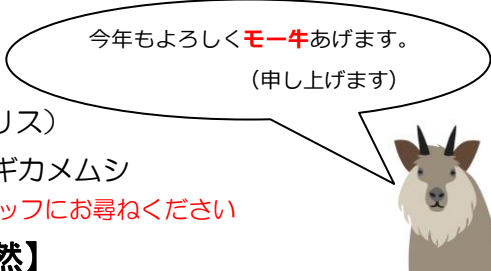 今年もよろしくモー牛あげます。
（申し上げます）
リス）
ギカメムシ
ッフにお尋ねください
然】